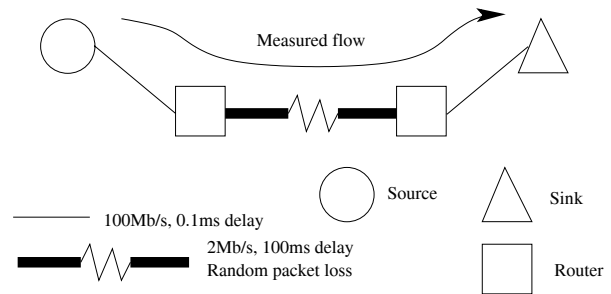 Measured flow
Source
Sink
100Mb/s, 0.1ms delay
2Mb/s, 100ms delay
Random packet loss
Router